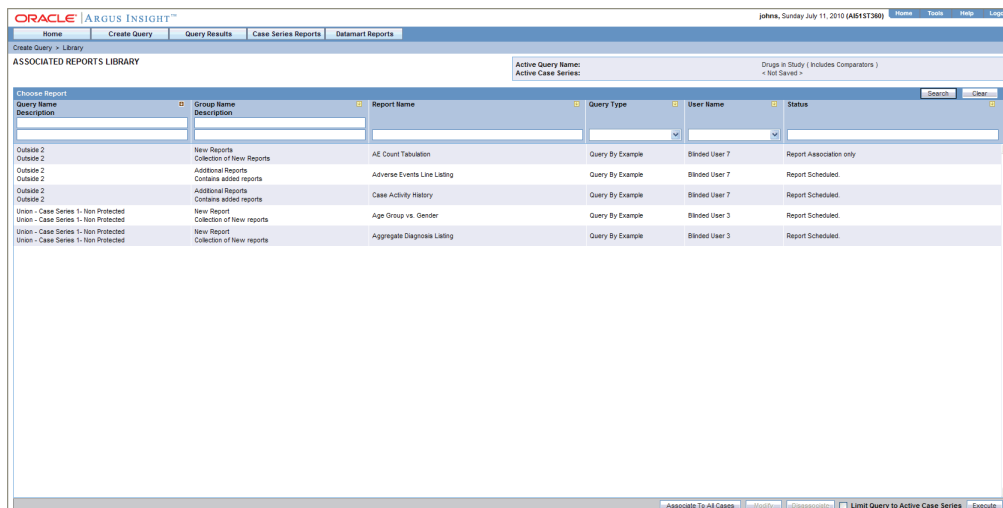 ORACLE ARGUS INSIGHT™
johns, Sunday July 11, 2010 (AI51ST360) Home Tools Help
Home Create Query Query Results Case Series Reports Datamart Reports
Create Query > Library
ASSOCIATED REPORTS LIBRARY
Active Query Name: Drugs in Study ( Includes Comparators )
Active Case Series: < Not Saved >
Choose Report Search Clear
Query Name Group Name Report Name Query Type User Name Status
Description Description
Outside 2 New Reports
Outside 2 Collection of New Reports AE Count Tabulation Query By Example Blinded User 7 Report Association only
Outside 2 Additional Reports
Outside 2 Contains added reports Adverse Events Line Listing Query By Example Blinded User 7 Report Scheduled.
Outside 2 Additional Reports
Outside 2 Contains added reports Case Activity History Query By Example Blinded User 7 Report Scheduled.
Union - Case Series 1- Non Protected New Report
Union - Case Series 1- Non Protected Collection of New reports Age Group vs. Gender Query By Example Blinded User 3 Report Scheduled.
Union - Case Series 1- Non Protected New Report
Union - Case Series 1- Non Protected Collection of New reports Aggregate Diagnosis Listing Query By Example Blinded User 3 Report Scheduled.
Associate To All Cases Modify Disassociate Limit Query to Active Case Series Execute